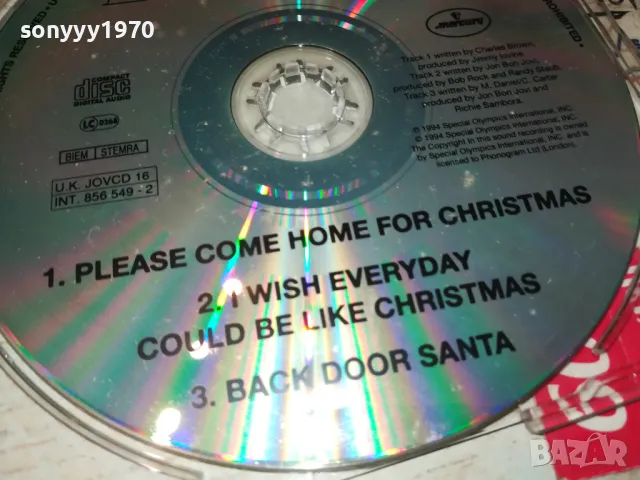 sonyyy1970
GHTS RESERVED
U
OHIBITED
mercury
COMPACT
disc
DIGITAL AUDIO
LC 0268
BIEM STEMRA
U.K. JOVCD 16
INT. 856 549 - 2
Track 1 written by Charles Brown,
produced by Jimmy Iovine.
Track 2 written by Jon Bon Jovi,
produced by Bob Rock and Randy Staub.
Track 3 written by M. Daniel/C. Carter
produced by Jon Bon Jovi and
Richie Sambora.
℗ 1994 Special Olympics International, INC.
© 1994 Special Olympics International, INC.
The Copyright in this sound recording is owned
by Special Olympics International, INC. and is
licensed to Phonogram Ltd (London).
1. PLEASE COME HOME FOR CHRISTMAS
2. I WISH EVERYDAY
COULD BE LIKE CHRISTMAS
3. BACK DOOR SANTA
BAZAR